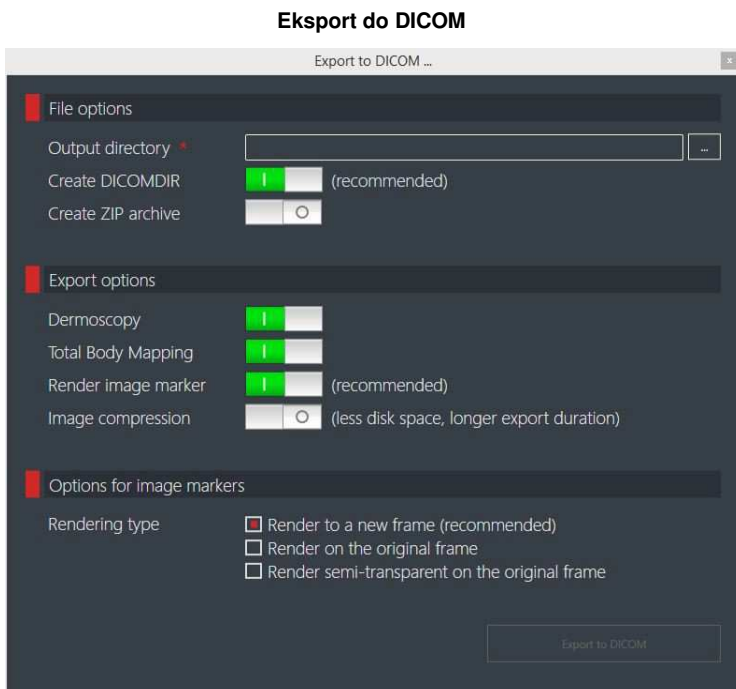 Eksport do DICOM
Export to DICOM ...
x
File options
Output directory *
...
Create DICOMDIR (recommended)
Create ZIP archive
Export options
Dermoscopy
Total Body Mapping
Render image marker (recommended)
Image compression (less disk space, longer export duration)
Options for image markers
Rendering type Render to a new frame (recommended)
Render on the original frame
Render semi-transparent on the original frame
Export to DICOM